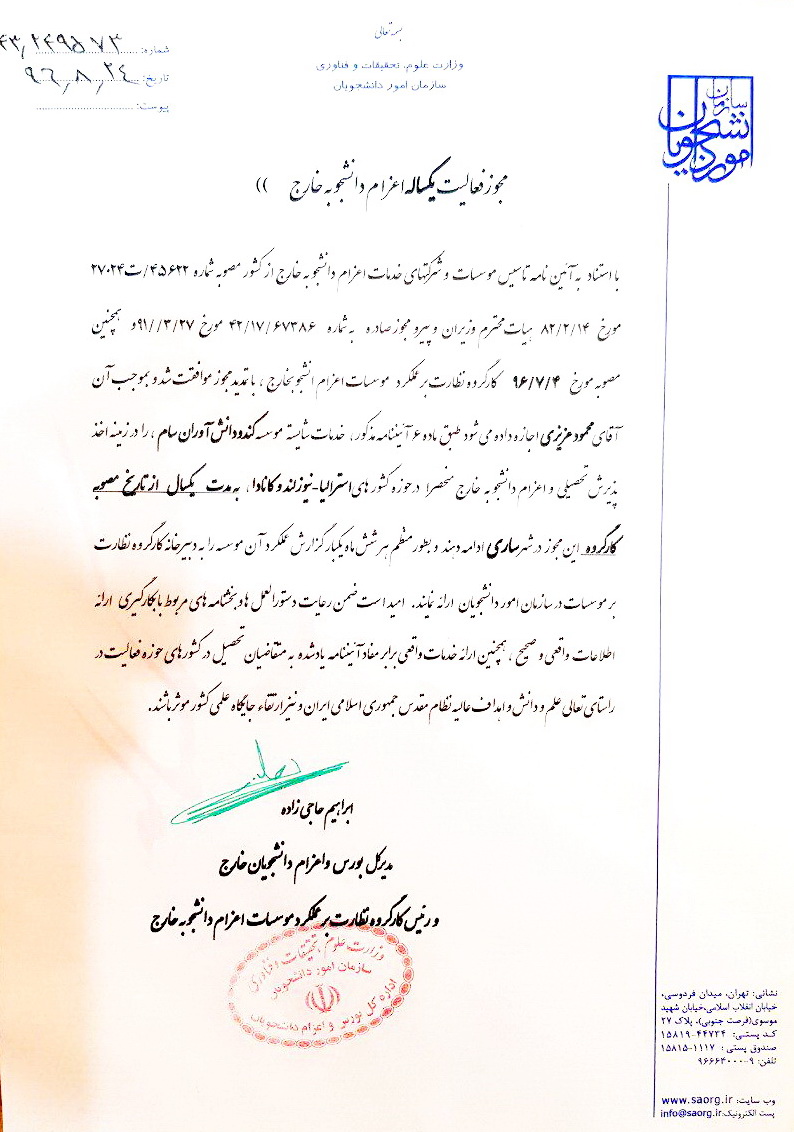 بسمه تعالی
وزارت علوم، تحقیقات و فناوری
سازمان امور دانشجویان
شماره: ۴۳٫۲۴۹۵۷۳
تاریخ: ۹۶٫۸٫۲۴
پیوست:
سازمان
امور دانشجویان
مجوز فعالیت یکساله اعزام دانشجو به خارج ))
با استناد به آئین نامه تاسیس موسسات و شرکتهای خدمات اعزام دانشجو به خارج از کشور مصوبه شماره ۴۵۶۲۲/ت۲۷۰۲۴
مورخ ۸۲/۲/۱۴ هیات محترم وزیران و پیرو مجوز صادره به شماره ۴۲/۱۷/۶۷۳۸۶ مورخ ۹۱/۳/۲۷ و همچنین
مصوبه مورخ ۹۶/۷/۴ کارگروه نظارت بر عملکرد موسسات اعزام دانشجو بخارج ، با تمدید مجوز موافقت شد و بموجب آن
آقای محمود عزیزی اجازه داده می شود طبق ماده ۶ آئیننامه مذکور، خدمات شایسته موسسه کندو دانش آوران سام ، را در زمینه اخذ
پذیرش تحصیلی و اعزام دانشجو به خارج منحصرا در حوزه کشور های استرالیا-نیوزلند و کانادا، به مدت یکسال از تاریخ مصوبه
کارگروه این مجوز در شهر ساری ادامه دهند و بطور منظم هر شش ماه یکبار گزارش عملکرد آن موسسه را به دبیرخانه کارگروه نظارت
بر موسسات در سازمان امور دانشجویان ارائه نمایند. امید است ضمن رعایت دستورالعمل ها و بخشنامه های مربوط با بکارگیری ارائه
اطلاعات واقعی و صحیح ، همچنین ارائه خدمات واقعی برابر مفاد آئیننامه یادشده به متقاضیان تحصیل در کشور های حوزه فعالیت در
راستای تعالی علم و دانش و اهداف عالیه نظام مقدس جمهوری اسلامی ایران و نیز ارتقاء جایگاه علمی کشور موثر باشند.
ابراهیم حاجی زاده
مدیرکل بورس و اعزام دانشجویان خارج
و رئیس کارگروه نظارت بر عملکرد موسسات اعزام دانشجو به خارج
وزارت علوم، تحقیقات و فناوری
سازمان امور دانشجویان
اداره کل بورس و اعزام دانشجویان
نشانی: تهران، میدان فردوسی،
خیابان انقلاب اسلامی،خیابان شهید
موسوی(فرصت جنوبی)، پلاک ۲۷
کد پستی: ۴۴۷۳۴-۱۵۸۱۹
صندوق پستی : ۱۱۱۷-۱۵۸۱۵
تلفن: ۹-۹۶۶۶۴۰۰۰
وب سایت: www.saorg.ir
پست الکترونیک:info@saorg.ir